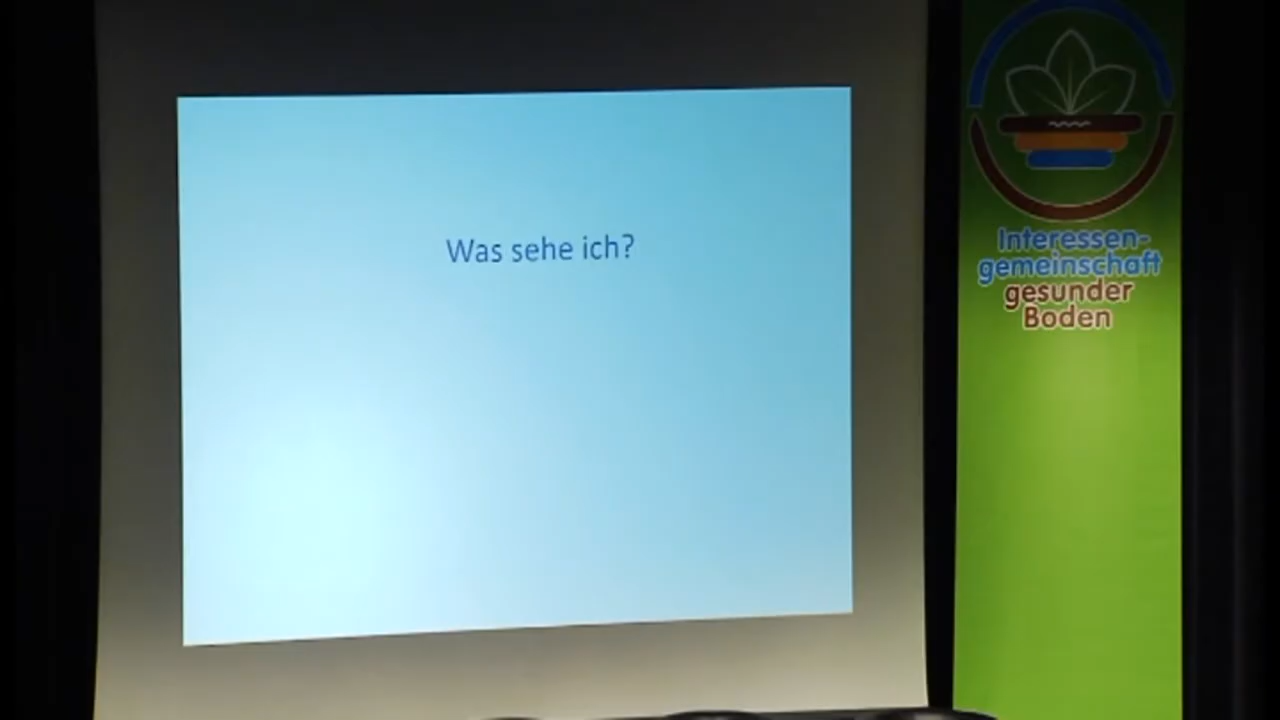 Was sehe ich?
Interessen-
gemeinschaft
gesunder
Boden